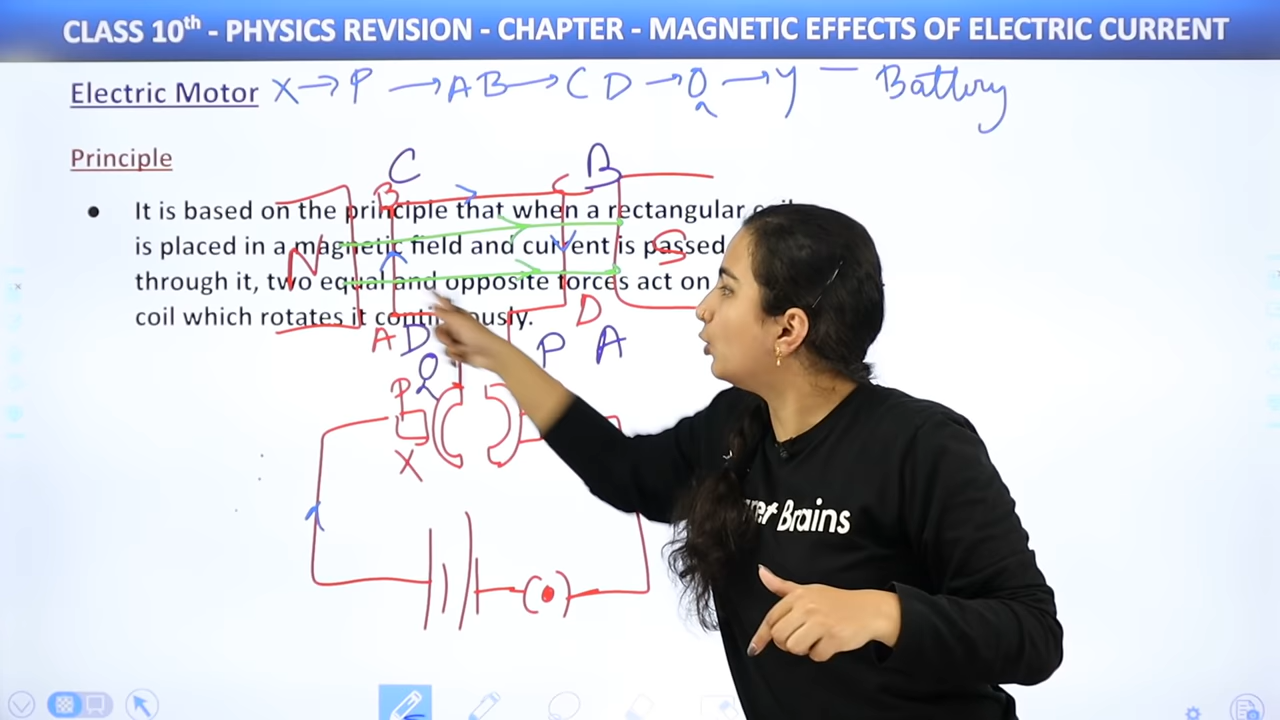 CLASS 10th - PHYSICS REVISION - CHAPTER - MAGNETIC EFFECTS OF ELECTRIC CURRENT
Electric Motor X → P → AB → CD → Q → Y — Battery
Principle
C B
B C
• It is based on the principle that when a rectangular
is placed in a magnetic field and current is passed
N S
through it, two equal and opposite forces act on
coil which rotates it continuously.
A D D P A
P Q
X
Brains